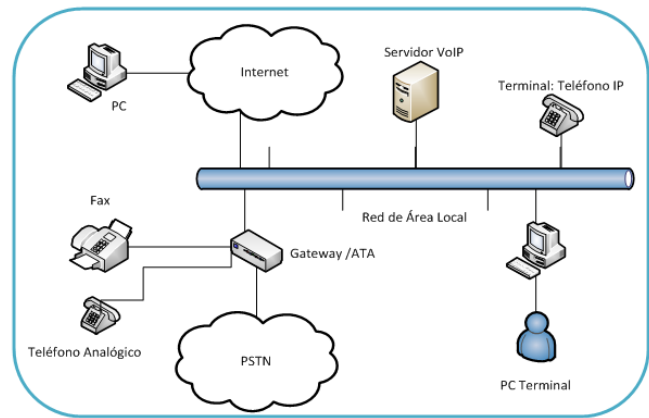 Servidor VoIP
Internet
Terminal: Teléfono IP
PC
Fax
Red de Área Local
Gateway /ATA
Teléfono Analógico
PSTN
PC Terminal